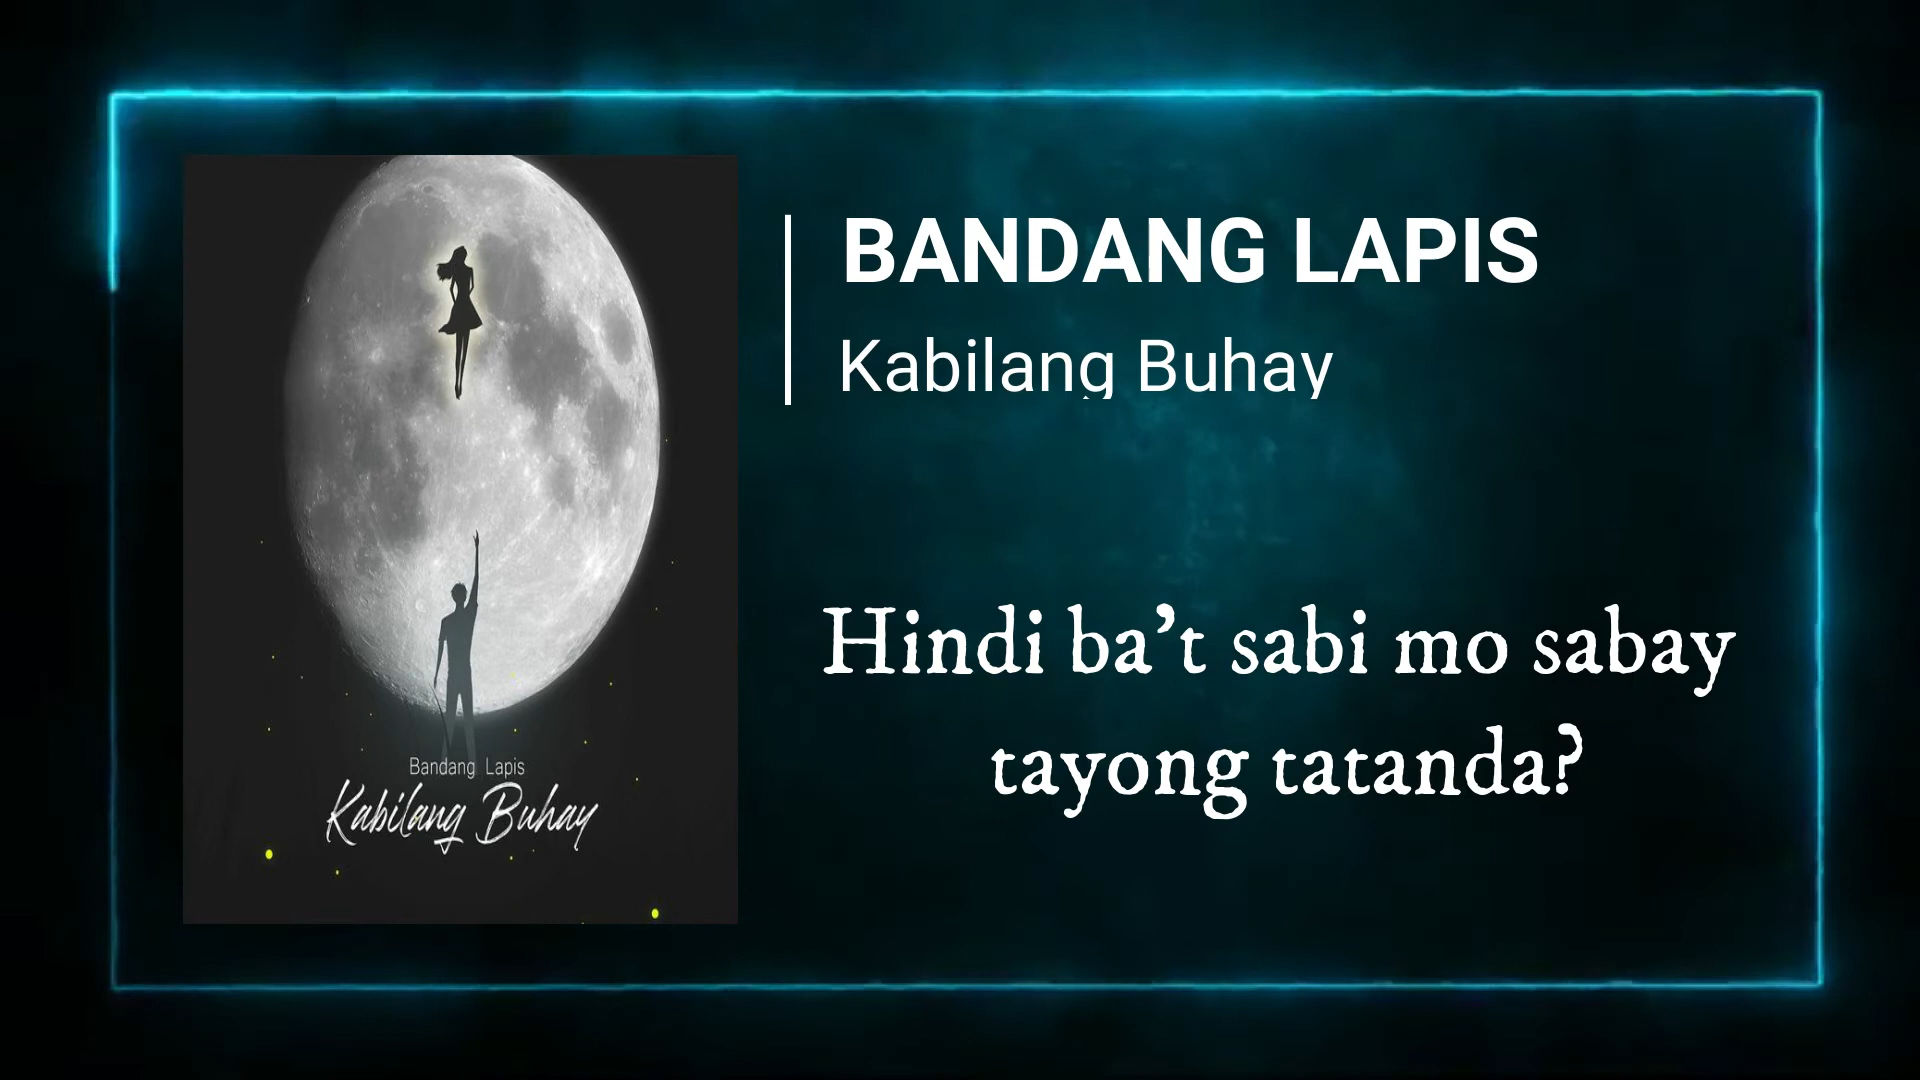 BANDANG LAPIS
Kabilang Buhay
Hindi ba't sabi mo sabay
tayong tatanda?
Bandang Lapis
Kabilang Buhay